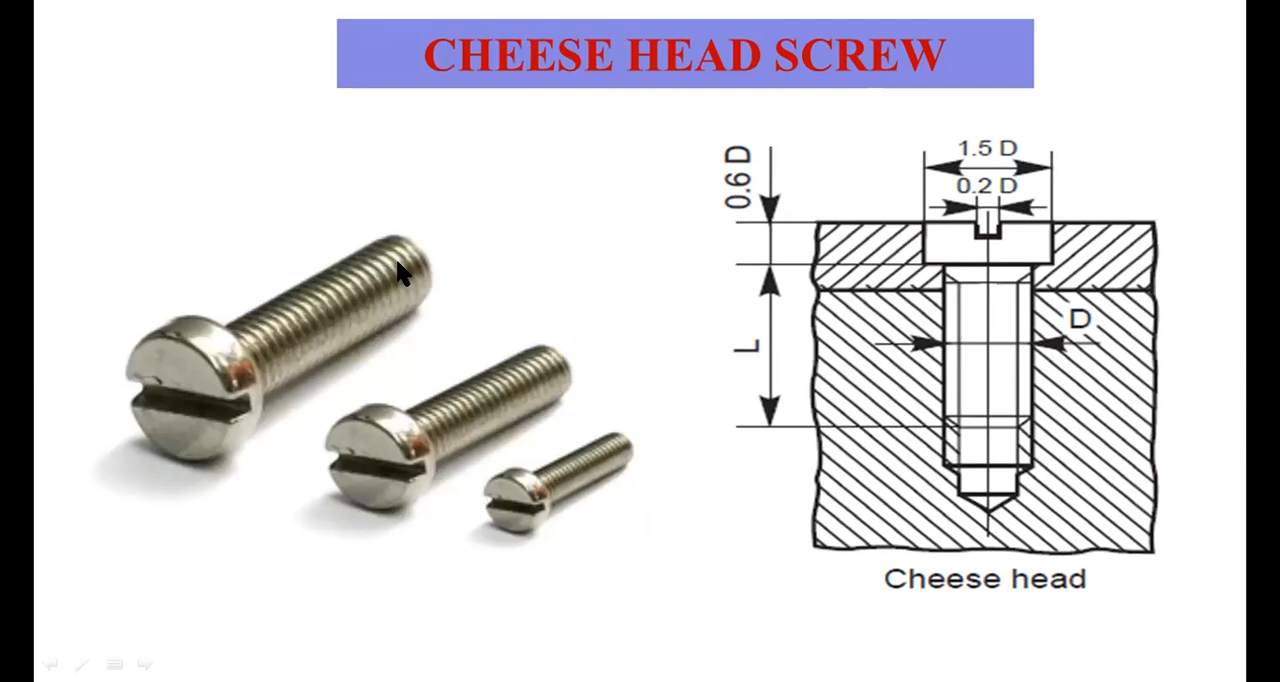 CHEESE HEAD SCREW
1.5 D
0.6 D
0.2 D
D
L
Cheese head